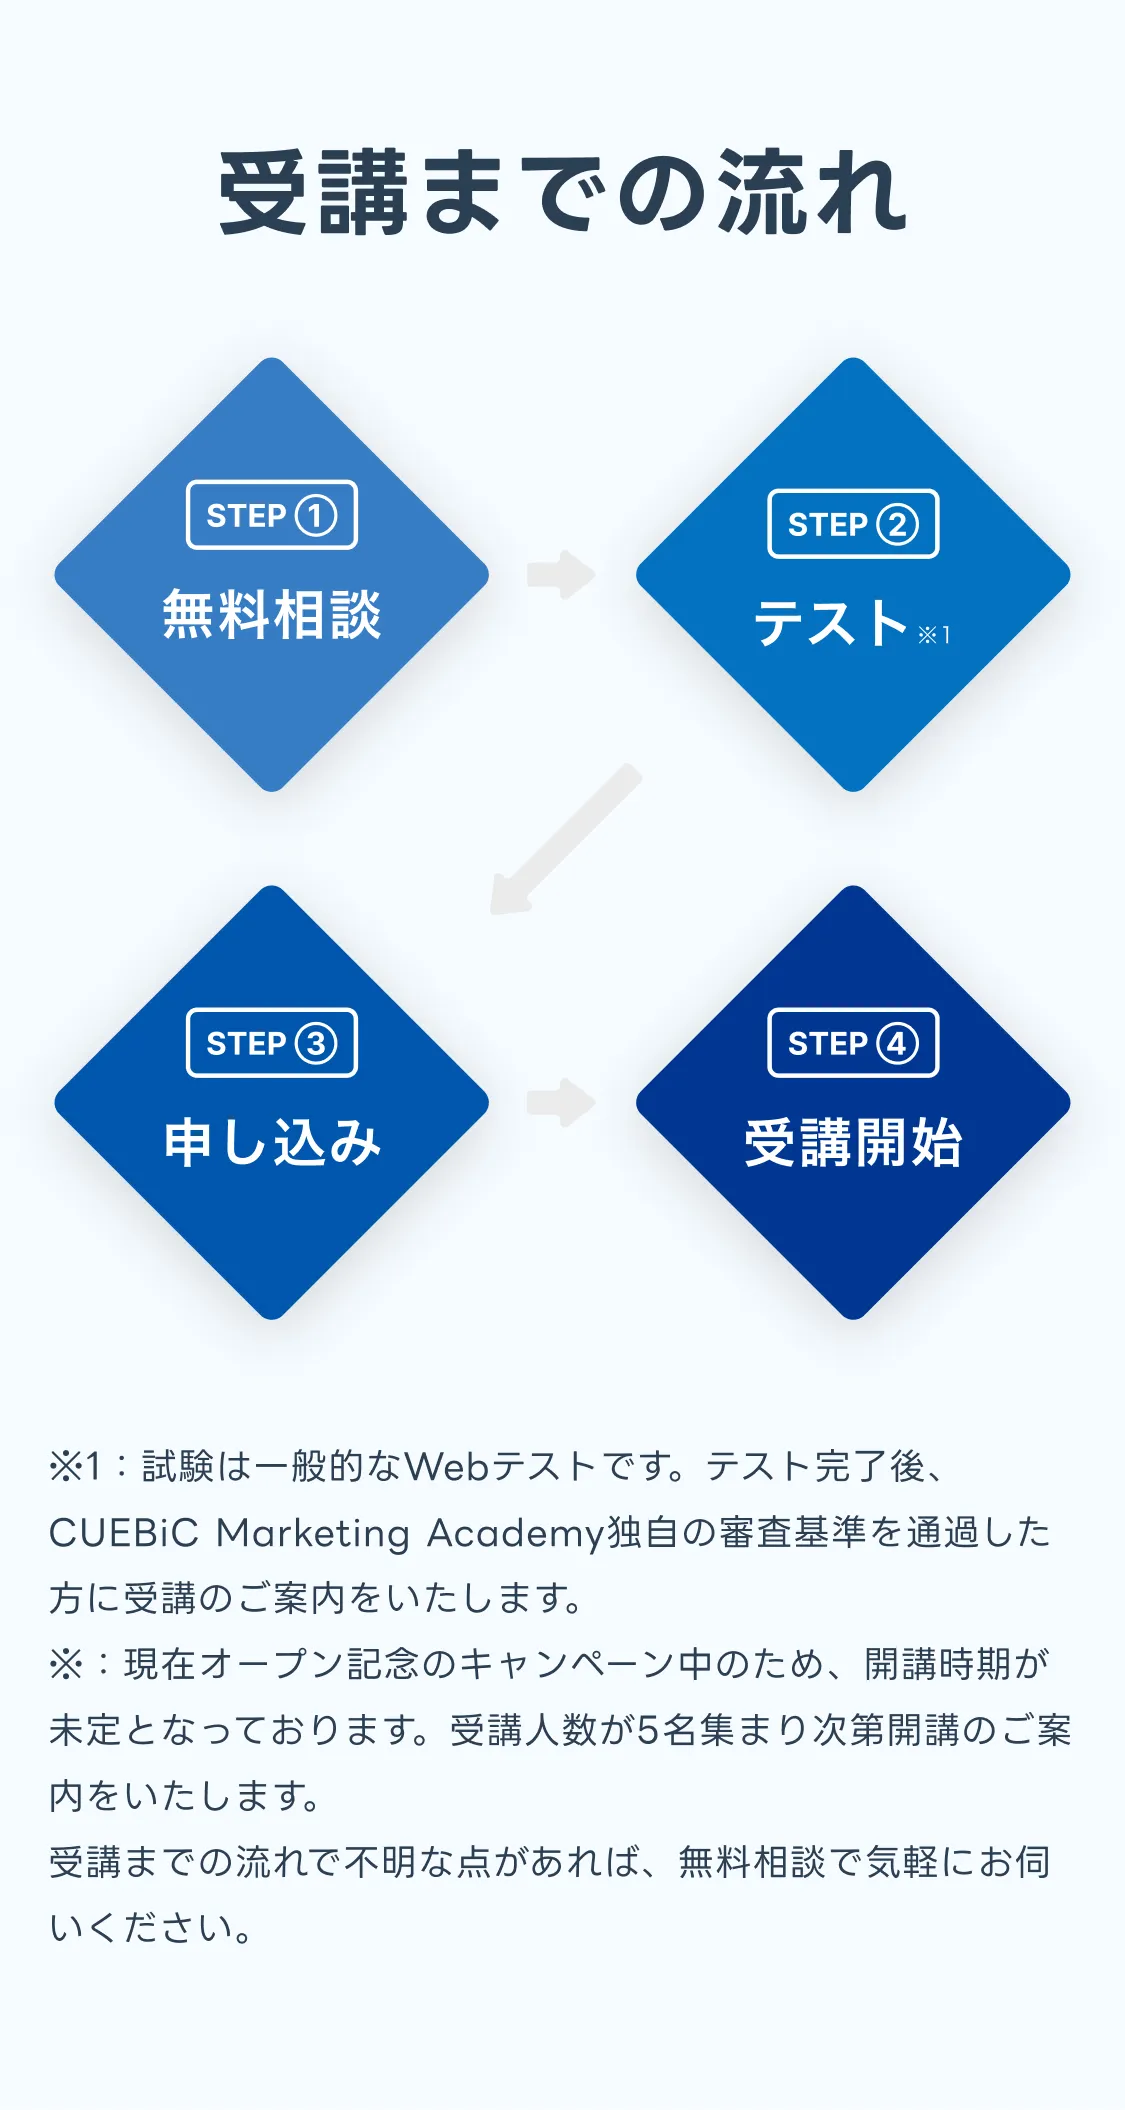 受講までの流れ
STEP ①
無料相談
STEP ②
テスト※1
STEP ③
申し込み
STEP ④
受講開始
※1：試験は一般的なWebテストです。テスト完了後、
CUEBiC Marketing Academy独自の審査基準を通過した
方に受講のご案内をいたします。
※：現在オープン記念のキャンペーン中のため、開講時期が
未定となっております。受講人数が5名集まり次第開講のご案
内をいたします。
受講までの流れで不明な点があれば、無料相談で気軽にお伺
いください。